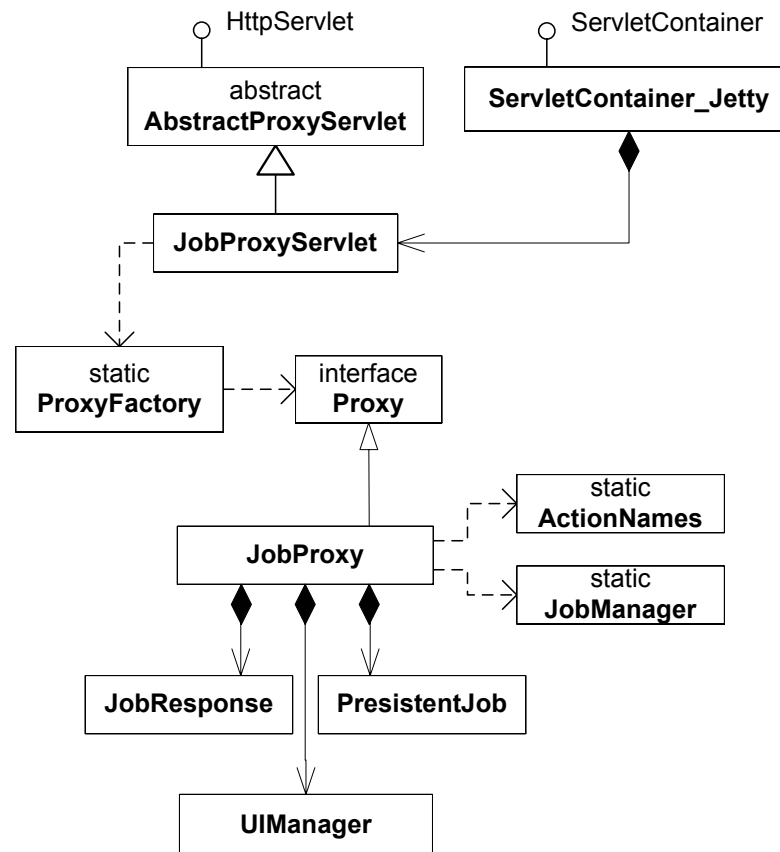 HttpServlet
ServletContainer
abstract
AbstractProxyServlet
ServletContainer_Jetty
JobProxyServlet
static
ProxyFactory
interface
Proxy
static
ActionNames
JobProxy
static
JobManager
JobResponse
PresistentJob
UIManager